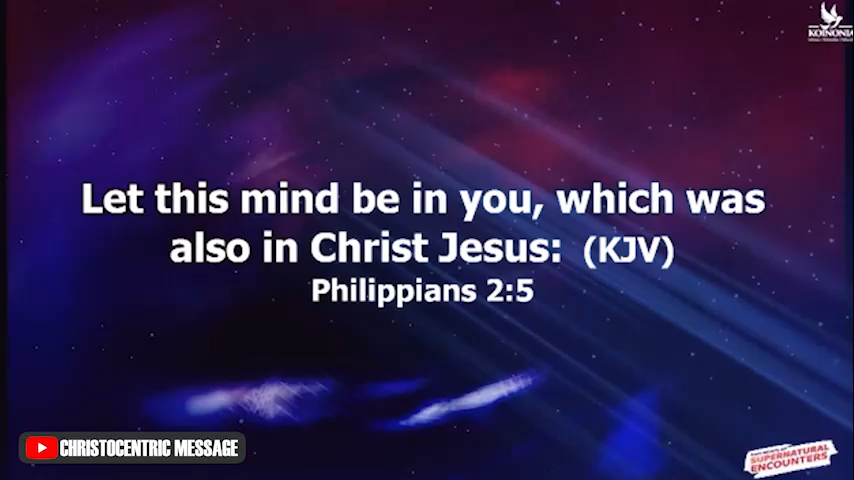 KOINONIA
Let this mind be in you, which was
also in Christ Jesus: (KJV)
Philippians 2:5
CHRISTOCENTRIC MESSAGE
SUPERNATURAL
ENCOUNTERS